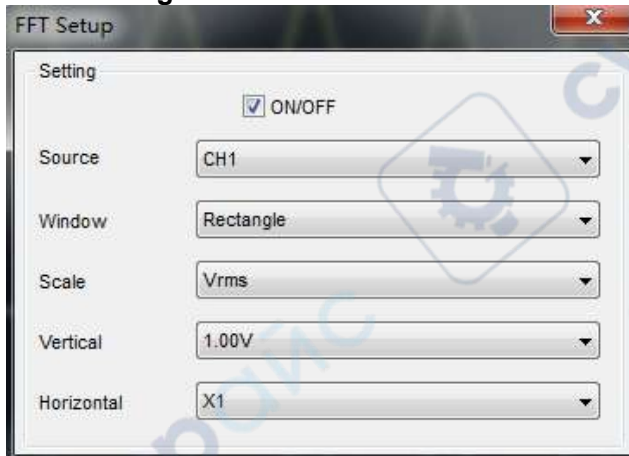 FFT Setup
Setting
ON/OFF
Source CH1
Window Rectangle
Scale Vrms
Vertical 1.00V
Horizontal X1